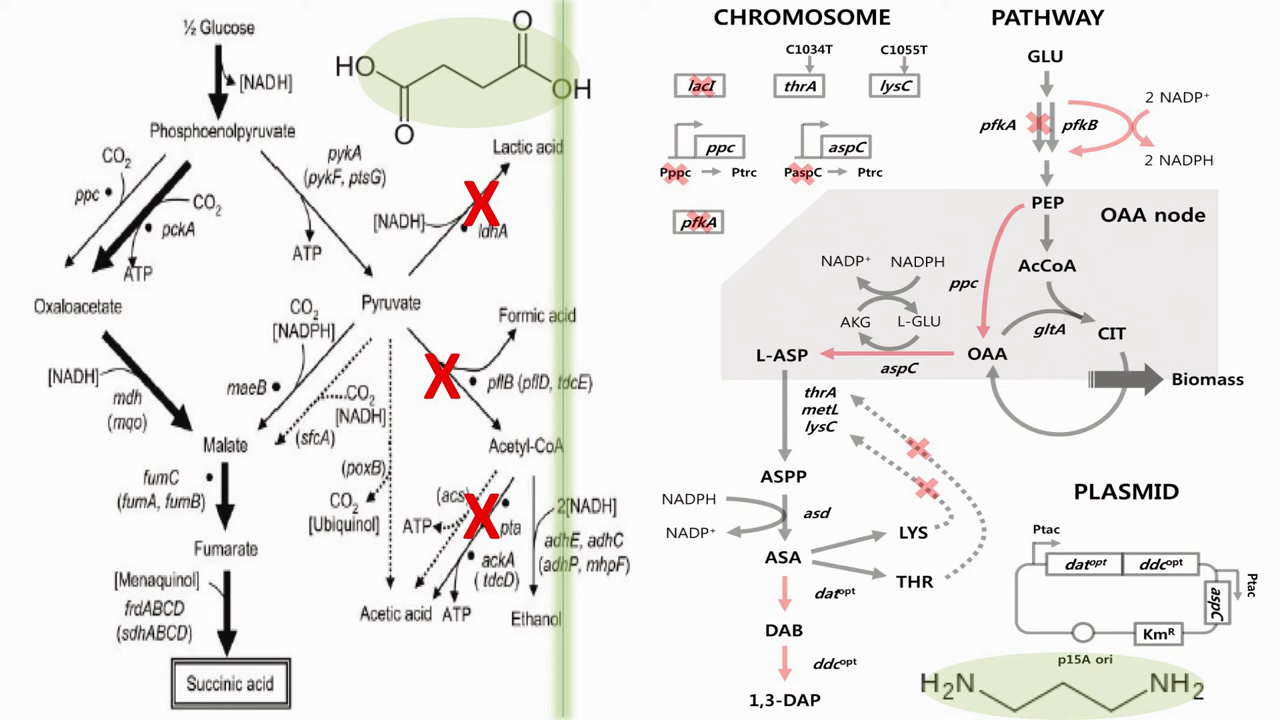 ½ Glucose
[NADH]
Phosphoenolpyruvate
HO
O
O
OH
CO2
ppc
CO2
pckA
ATP
pykA
(pykF, ptsG)
ATP
Lactic acid
[NADH]
ldhA
X
Oxaloacetate
Pyruvate
CO2
[NADPH]
maeB
Formic acid
X
pflB (pflD, tdcE)
[NADH]
mdh
(mqo)
CO2
[NADH]
(sfcA)
Malate
Acetyl-CoA
fumC
(fumA, fumB)
(poxB)
CO2
[Ubiquinol]
(acs)
ATP
X
pta
2[NADH]
adhE, adhC
(adhP, mhpF)
ackA
(tdcD)
Fumarate
[Menaquinol]
frdABCD
(sdhABCD)
Acetic acid
ATP
Ethanol
Succinic acid
CHROMOSOME
lacI
C1034T
thrA
C1055T
lysC
ppc
Pppc
Ptrc
aspC
PaspC
Ptrc
pfkA
PATHWAY
GLU
pfkA
pfkB
2 NADP+
2 NADPH
PEP
OAA node
AcCoA
ppc
NADP+
NADPH
AKG
L-GLU
gltA
CIT
L-ASP
aspC
OAA
Biomass
thrA
metL
lysC
ASPP
NADPH
NADP+
asd
ASA
LYS
THR
datopt
DAB
ddcopt
1,3-DAP
PLASMID
Ptac
datopt
ddcopt
Ptac
aspC
KmR
p15A ori
H2N
NH2